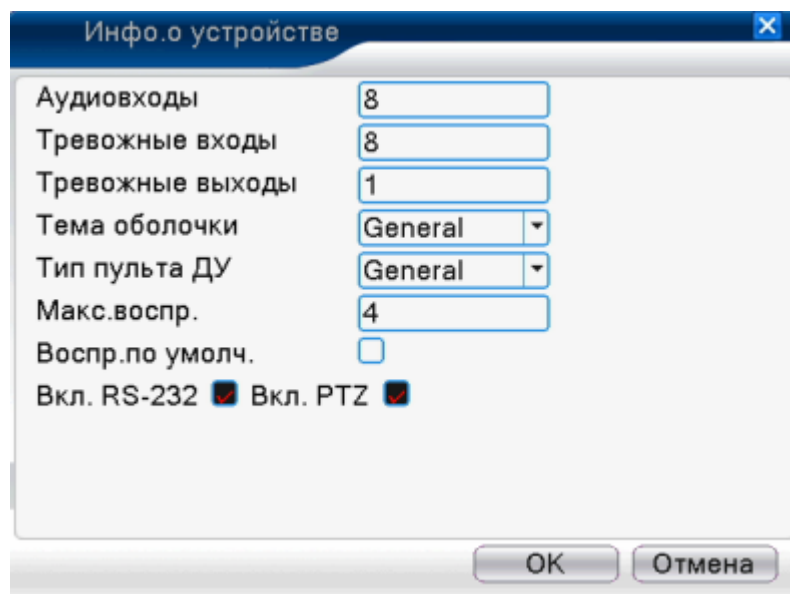 Инфо.о устройстве
Аудиовходы 8
Тревожные входы 8
Тревожные выходы 1
Тема оболочки General
Тип пульта ДУ General
Макс.воспр. 4
Воспр.по умолч.
Вкл. RS-232 Вкл. PTZ
OK Отмена